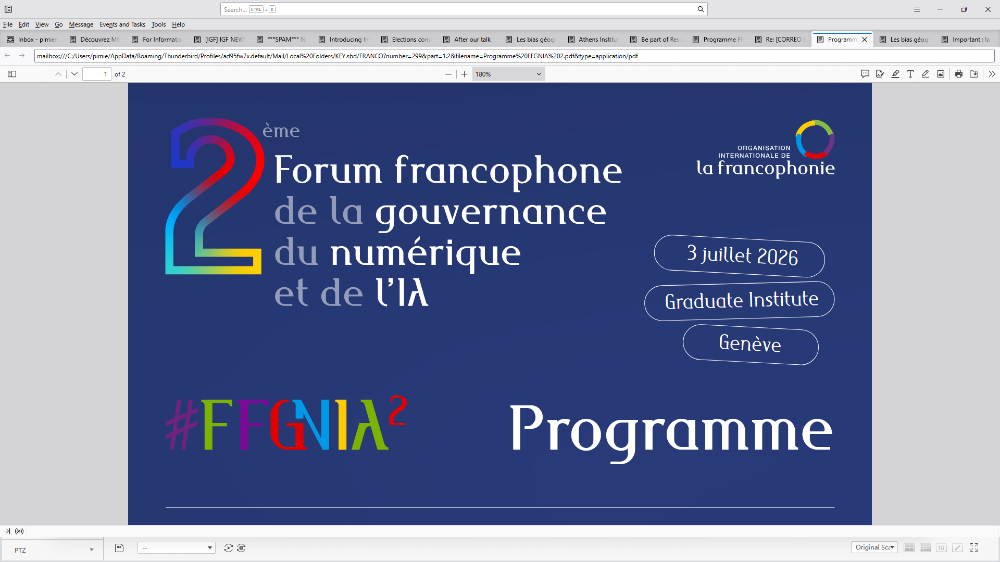 Search... CTRL + K
File Edit View Go Message Events and Tasks Tools Help
Inbox - pimien Découvrez MC For Informatio [IGF] IGF NEW ***SPAM*** Ne Introducing Im Elections cons After our talk Les bias géogr Athens Institut Be part of Res Programme FF Re: [CORREO E Programm Les bias géog Important : la
mailbox:///C:/Users/pimie/AppData/Roaming/Thunderbird/Profiles/ad95fw7x.default/Mail/Local%20Folders/KEY.sbd/FRANCO?number=299&part=1.2&filename=Programme%20FFGNIA%202.pdf&type=application/pdf
1 of 2 180%
2ème
Forum francophone
de la gouvernance
du numérique
et de l'IA
ORGANISATION
INTERNATIONALE DE
la francophonie
3 juillet 2026
Graduate Institute
Genève
#FFGNIA²
Programme
PTZ -- Original Sc 16